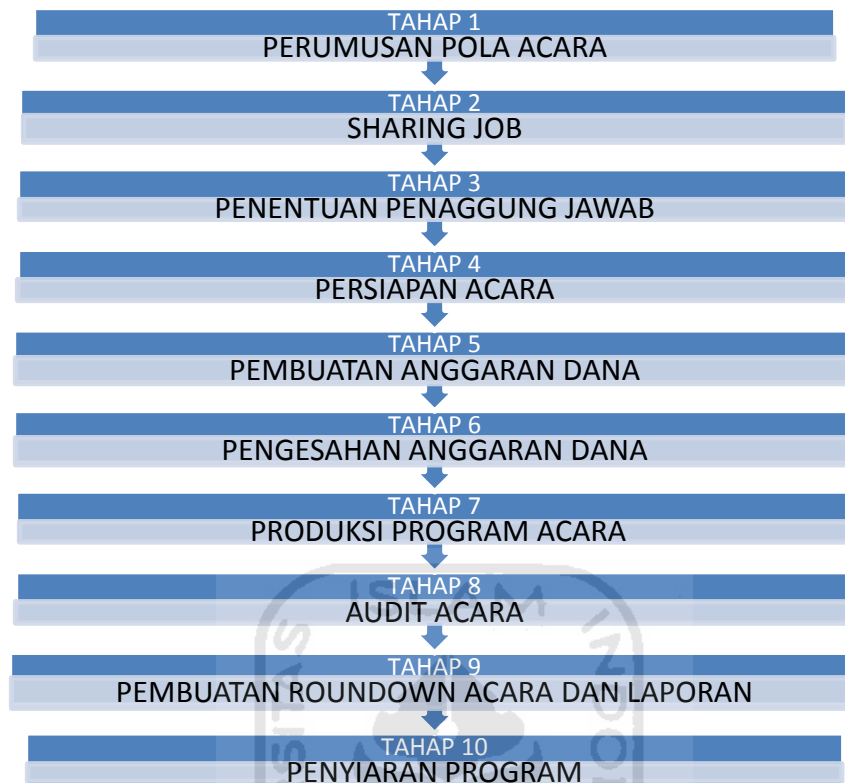 TAHAP 1
PERUMUSAN POLA ACARA
TAHAP 2
SHARING JOB
TAHAP 3
PENENTUAN PENAGGUNG JAWAB
TAHAP 4
PERSIAPAN ACARA
TAHAP 5
PEMBUATAN ANGGARAN DANA
TAHAP 6
PENGESAHAN ANGGARAN DANA
TAHAP 7
PRODUKSI PROGRAM ACARA
TAHAP 8
AUDIT ACARA
TAHAP 9
PEMBUATAN ROUNDOWN ACARA DAN LAPORAN
TAHAP 10
PENYIARAN PROGRAM
ISLAM